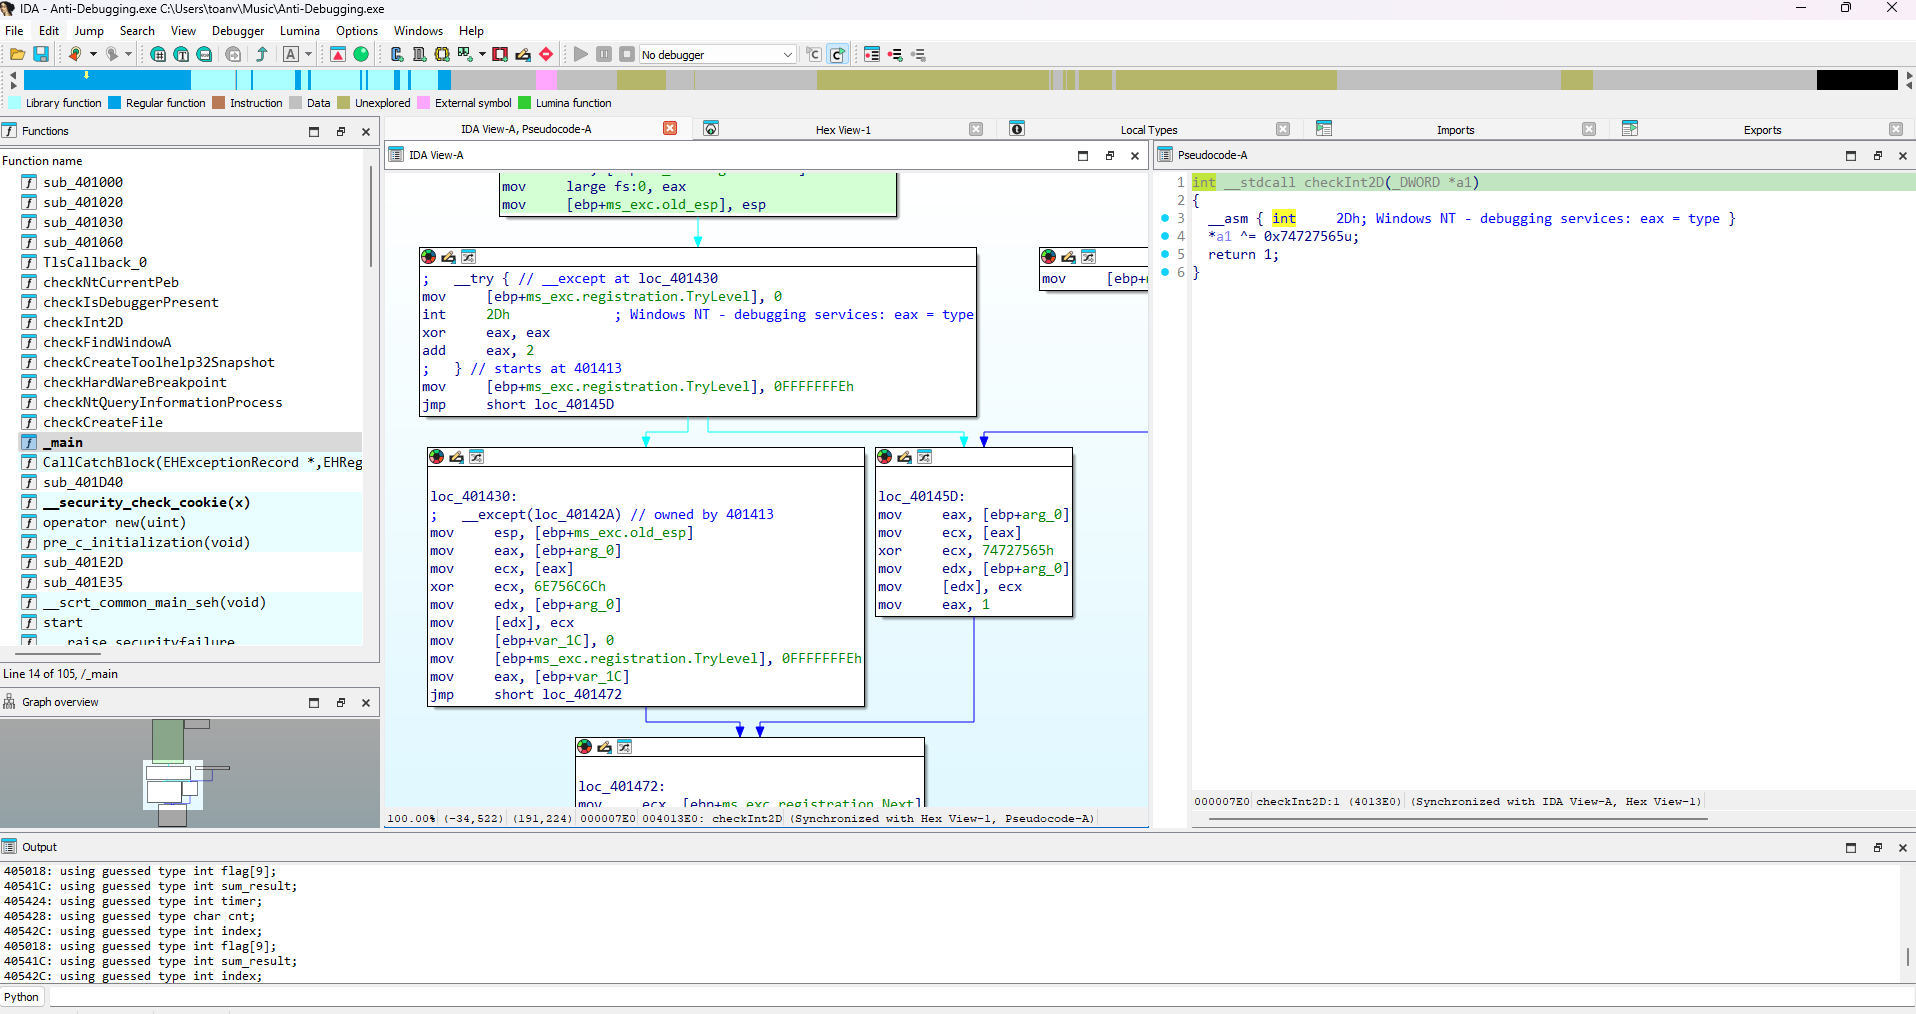 IDA - Anti-Debugging.exe C:\Users\toanv\Music\Anti-Debugging.exe
File Edit Jump Search View Debugger Lumina Options Windows Help
No debugger
Library function Regular function Instruction Data Unexplored External symbol Lumina function
Functions
Function name
sub_401000
sub_401020
sub_401030
sub_401060
TlsCallback_0
checkNtCurrentPeb
checkIsDebuggerPresent
checkInt2D
checkFindWindowA
checkCreateToolhelp32Snapshot
checkHardWareBreakpoint
checkNtQueryInformationProcess
checkCreateFile
_main
CallCatchBlock(EHExceptionRecord *,EHReg
sub_401D40
__security_check_cookie(x)
operator new(uint)
pre_c_initialization(void)
sub_401E2D
sub_401E35
__scrt_common_main_seh(void)
start
__raise_securityfailure
Line 14 of 105, /_main
Graph overview
IDA View-A, Pseudocode-A Hex View-1 Local Types Imports Exports
IDA View-A
mov large fs:0, eax
mov [ebp+ms_exc.old_esp], esp
; __try { // __except at loc_401430
mov [ebp+ms_exc.registration.TryLevel], 0
int 2Dh ; Windows NT - debugging services: eax = type
xor eax, eax
add eax, 2
; } // starts at 401413
mov [ebp+ms_exc.registration.TryLevel], 0FFFFFFFEh
jmp short loc_40145D
mov
loc_401430:
; __except(loc_40142A) // owned by 401413
mov esp, [ebp+ms_exc.old_esp]
mov eax, [ebp+arg_0]
mov ecx, [eax]
xor ecx, 6E756C6Ch
mov edx, [ebp+arg_0]
mov [edx], ecx
mov [ebp+var_1C], 0
mov [ebp+ms_exc.registration.TryLevel], 0FFFFFFFEh
mov eax, [ebp+var_1C]
jmp short loc_401472
loc_40145D:
mov eax, [ebp+arg_0]
mov ecx, [eax]
xor ecx, 74727565h
mov edx, [ebp+arg_0]
mov [edx], ecx
mov eax, 1
loc_401472:
mov ecx, [ebp+ms_exc.registration.Next]
100.00% (-34,522) (191,224) 000007E0 004013E0: checkInt2D (Synchronized with Hex View-1, Pseudocode-A)
Pseudocode-A
1 int __stdcall checkInt2D(_DWORD *a1)
2 {
3 __asm { int 2Dh; Windows NT - debugging services: eax = type }
4 *a1 ^= 0x74727565u;
5 return 1;
6 }
000007E0 checkInt2D:1 (4013E0) (Synchronized with IDA View-A, Hex View-1)
Output
405018: using guessed type int flag[9];
40541C: using guessed type int sum_result;
405424: using guessed type int timer;
405428: using guessed type char cnt;
40542C: using guessed type int index;
405018: using guessed type int flag[9];
40541C: using guessed type int sum_result;
40542C: using guessed type int index;
Python